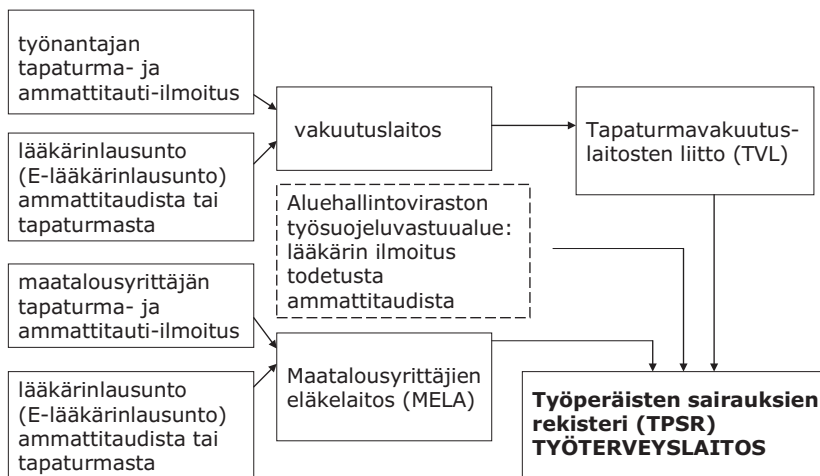 työnantajan
tapaturma- ja
ammattitauti-ilmoitus
lääkärinlausunto
(E-lääkärinlausunto)
ammattitaudista tai
tapaturmasta
vakuutuslaitos
Tapaturmavakuutus-
laitosten liitto (TVL)
Aluehallintoviraston
työsuojeluvastuualue:
lääkärin ilmoitus
todetusta
ammattitaudista
maatalousyrittäjän
tapaturma- ja
ammattitauti-ilmoitus
lääkärinlausunto
(E-lääkärinlausunto)
ammattitaudista tai
tapaturmasta
Maatalousyrittäjien
eläkelaitos (MELA)
Työperäisten sairauksien
rekisteri (TPSR)
TYÖTERVEYSLAITOS